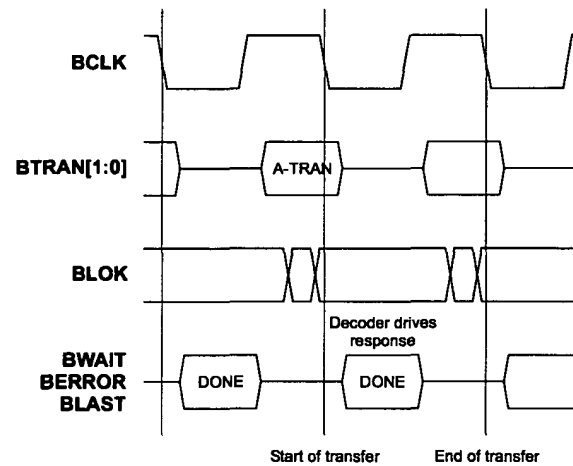 BCLK
BTRAN[1:0]
A-TRAN
BLOK
Decoder drives
response
BWAIT
BERROR
BLAST
DONE
DONE
Start of transfer
End of transfer